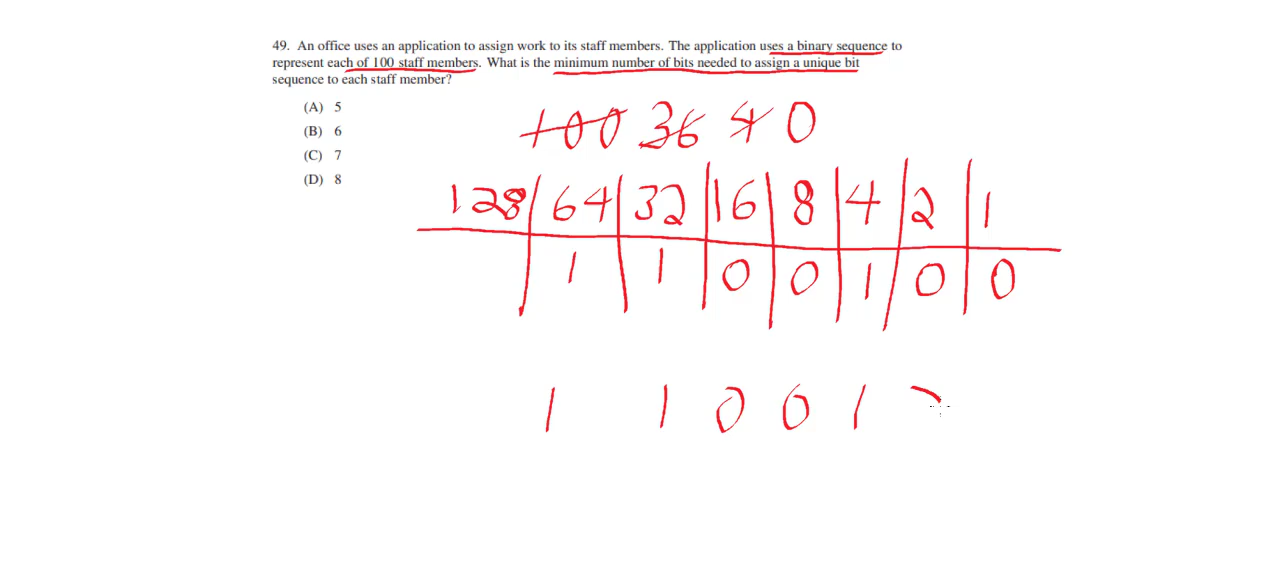 49. An office uses an application to assign work to its staff members. The application uses a binary sequence to
represent each of 100 staff members. What is the minimum number of bits needed to assign a unique bit
sequence to each staff member?
(A) 5
(B) 6
(C) 7
(D) 8
100 36 4 0
128 64 32 16 8 4 2 1
1 1 0 0 1 0 0
1 1 0 0 1